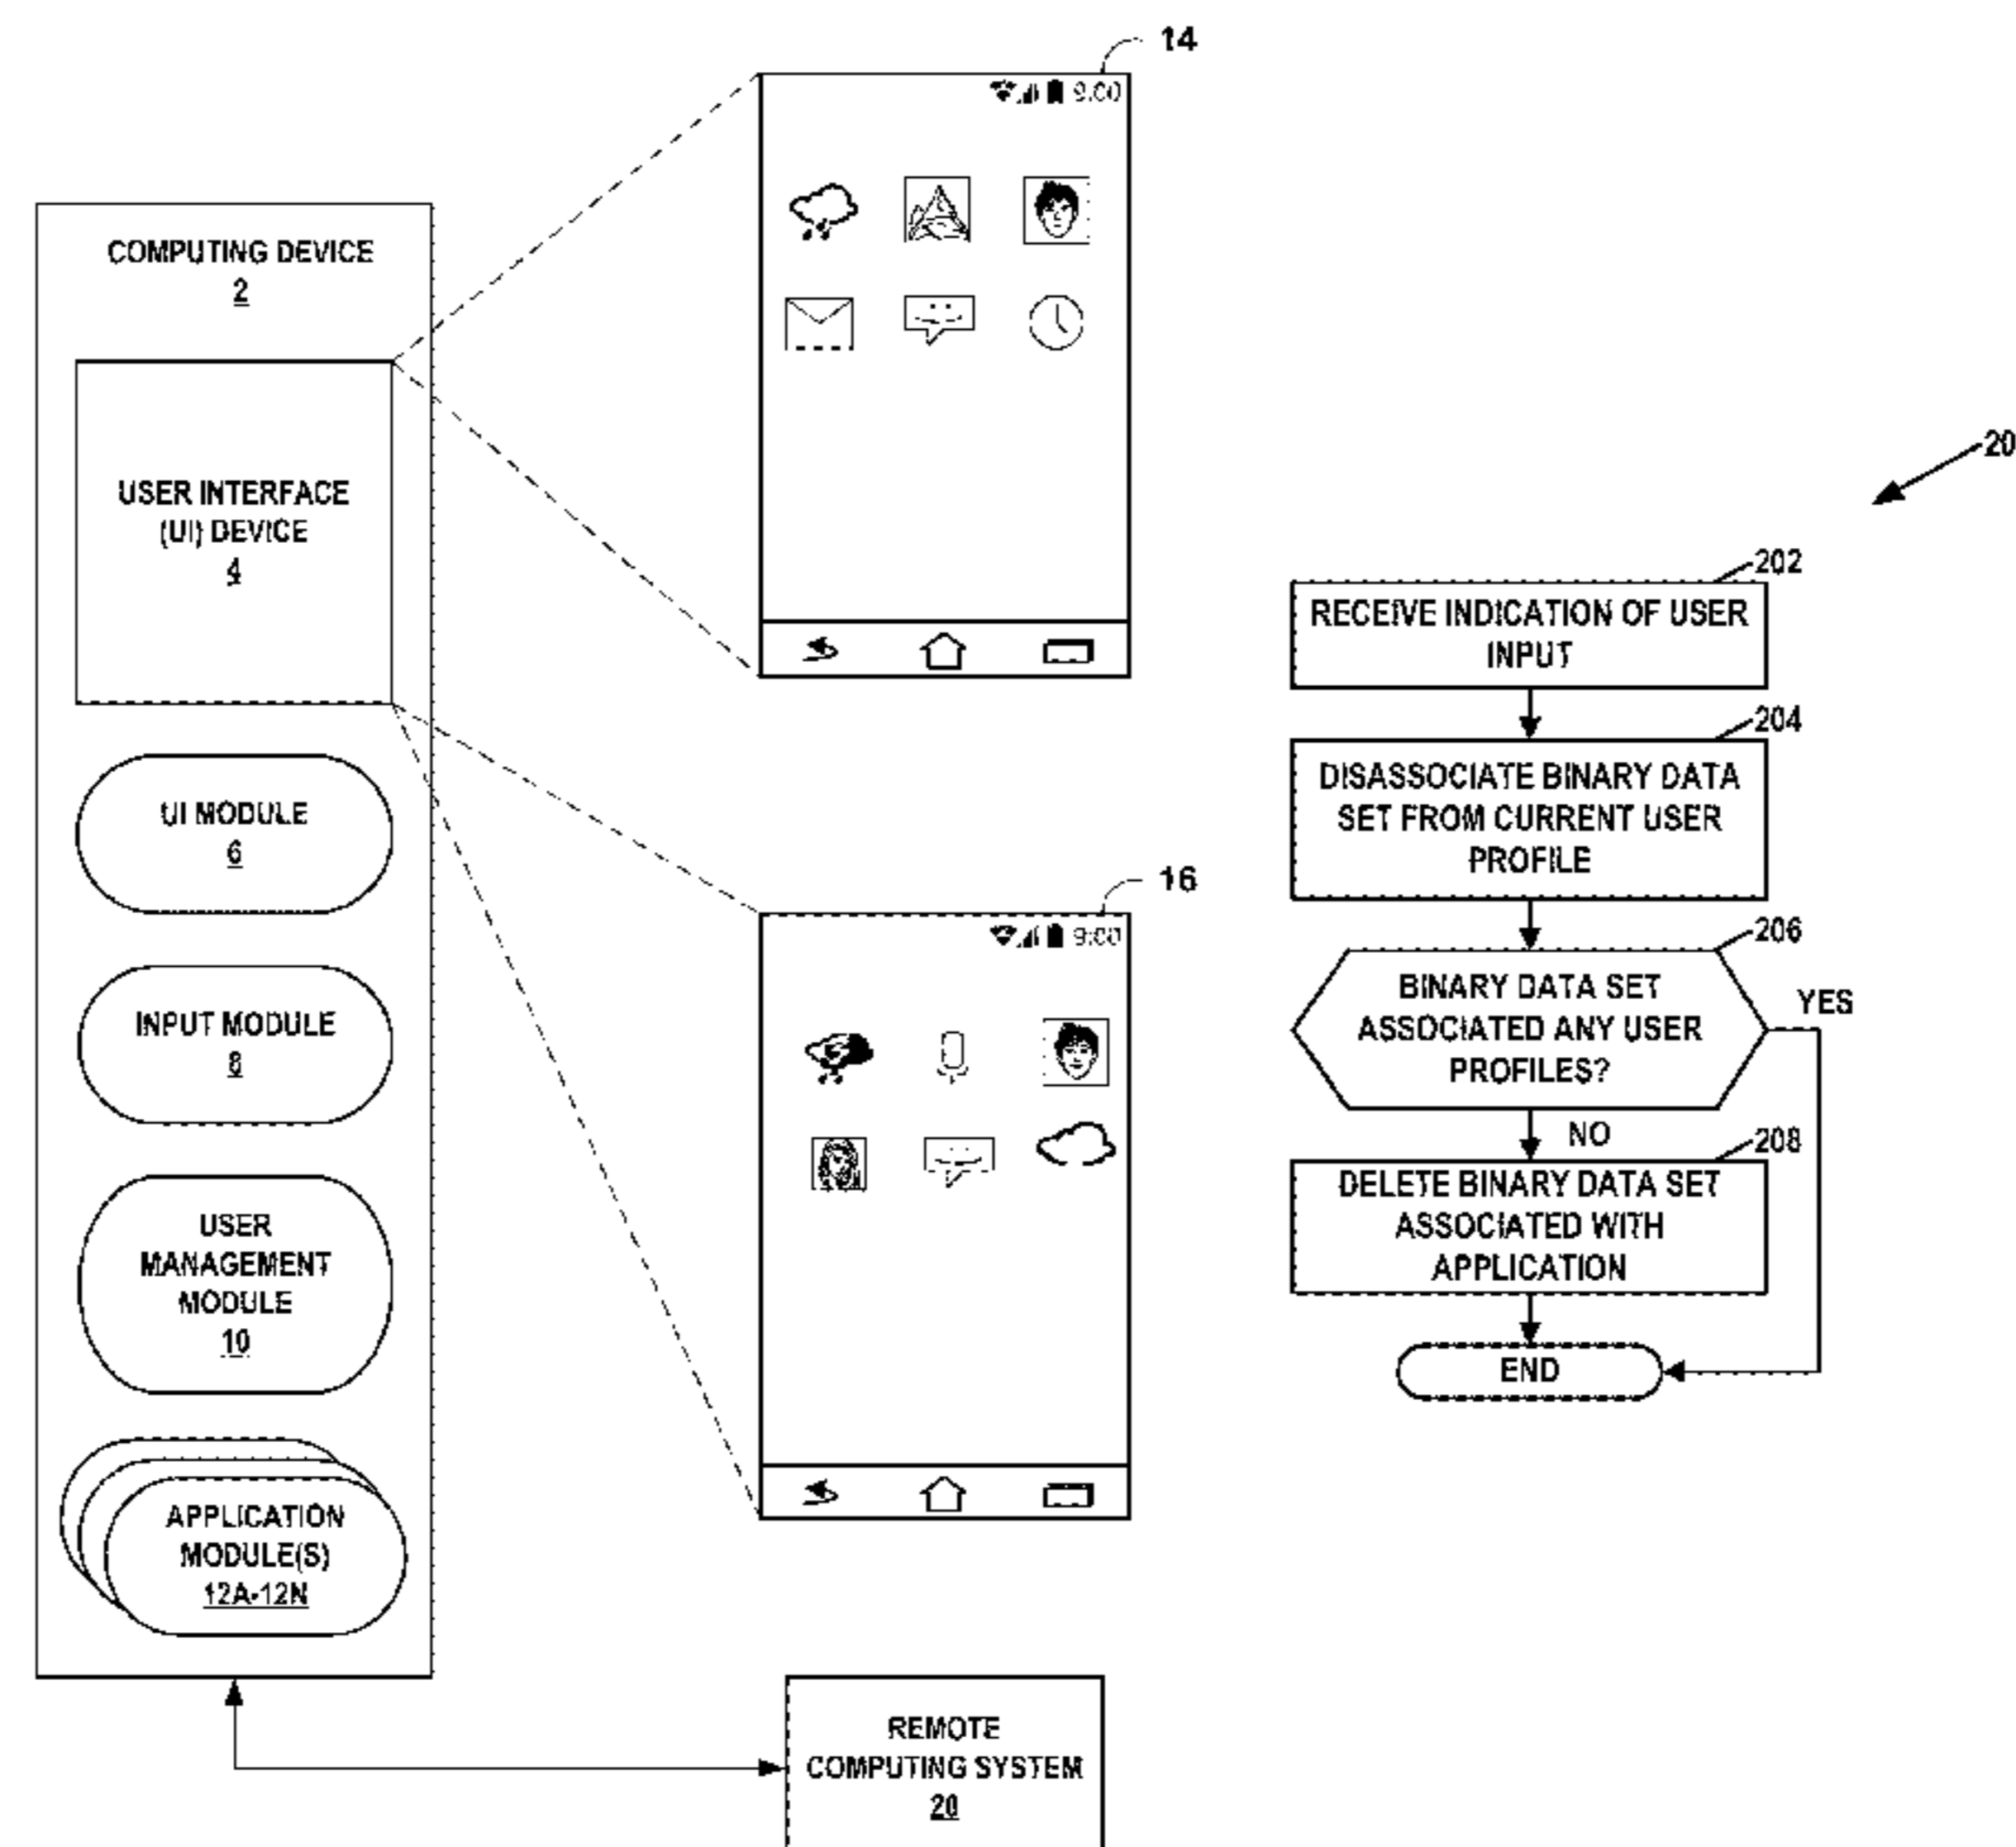 COMPUTING DEVICE
2
USER INTERFACE
(UI) DEVICE
4
UI MODULE
6
INPUT MODULE
8
USER
MANAGEMENT
MODULE
10
APPLICATION
MODULE(S)
12A-12N
14
9:00
16
9:00
REMOTE
COMPUTING SYSTEM
20
20
202
RECEIVE INDICATION OF USER
INPUT
204
DISASSOCIATE BINARY DATA
SET FROM CURRENT USER
PROFILE
206
BINARY DATA SET
ASSOCIATED ANY USER
PROFILES?
YES
NO
208
DELETE BINARY DATA SET
ASSOCIATED WITH
APPLICATION
END